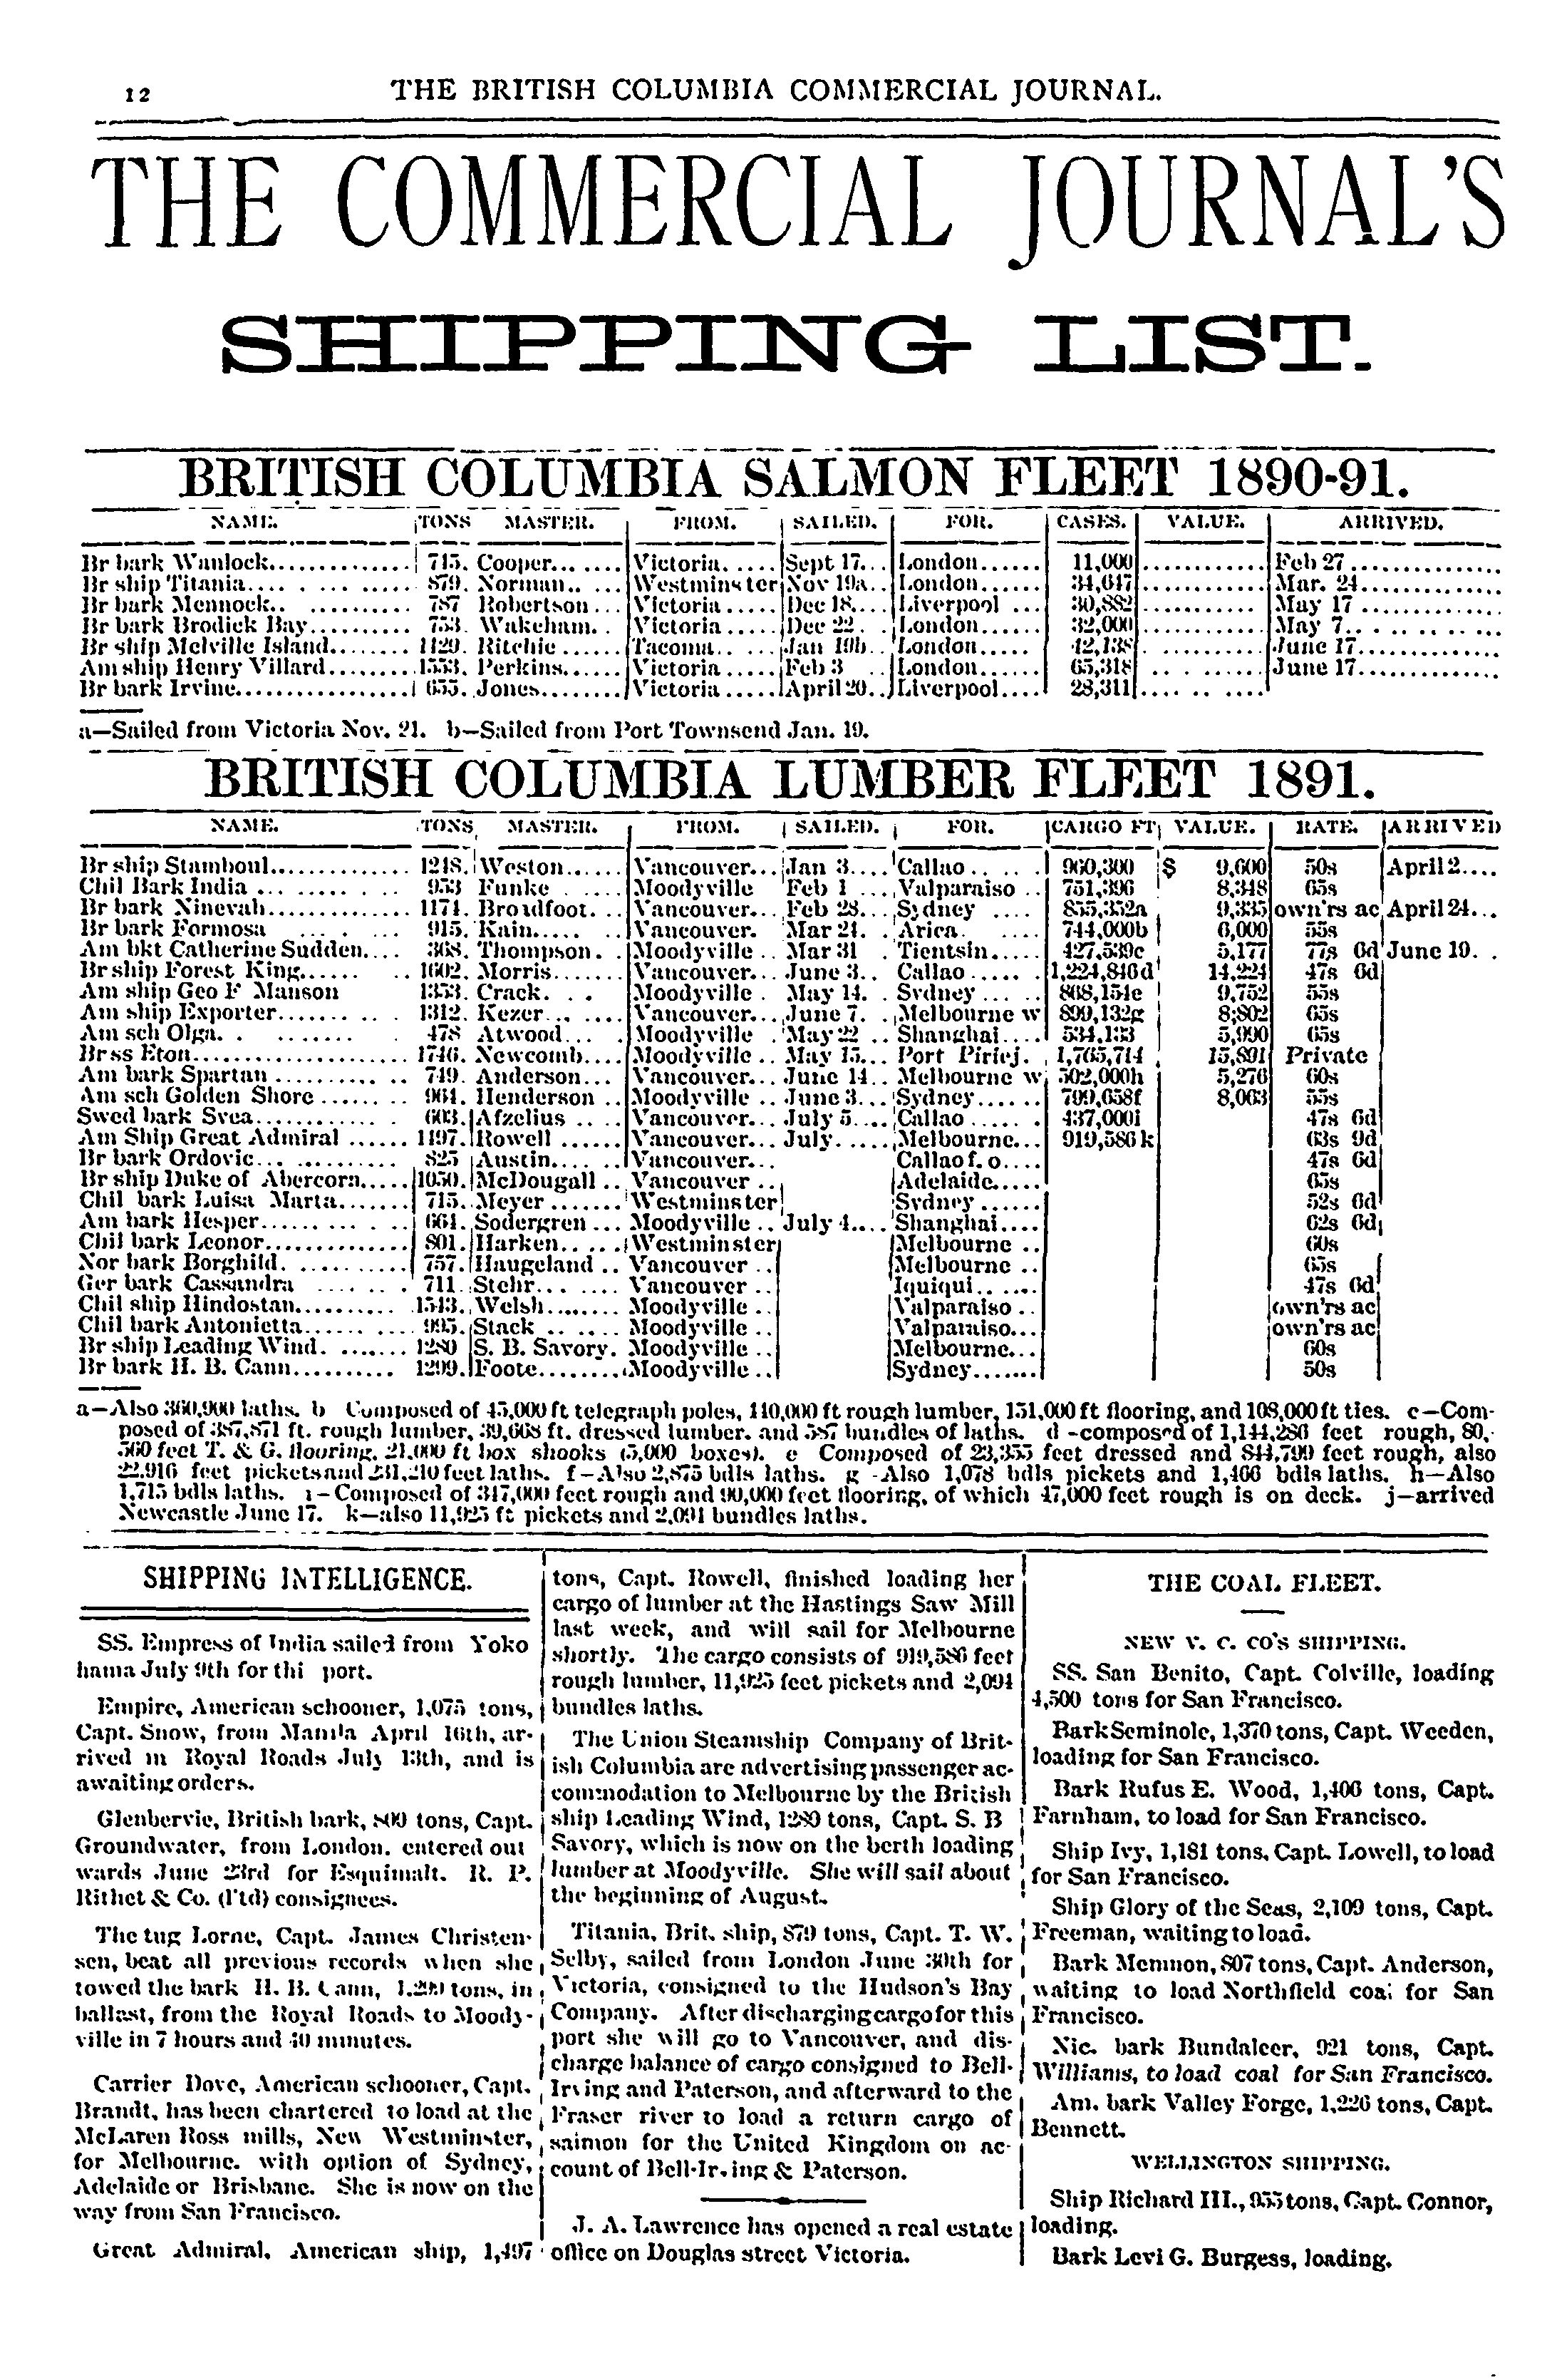 12 THE BRITISH COLUMBIA COMMERCIAL JOURNAL.
THE COMMERCIAL JOURNAL'S
SHIPPING LIST.
BRITISH COLUMBIA SALMON FLEET 1890-91.
NAME. TONS MASTER. FROM. SAILED. FOR. CASES. VALUE. ARRIVED.
Br bark Wanlock.............. 715. Cooper....... Victoria...... Sept 17... London...... 11,000 ............ Feb 27...............
Br ship Titania.... 879. Norman... Westminster Nov 19a.. London...... 34,647 ............ Mar. 24..............
Br bark Mennock.. .......... 787 Robertson ... Victoria ..... Dec 18.... Liverpool ... 30,882 ............ May 17 ..............
Br bark Brodick Bay.......... 753. Wakeham.. . Victoria ..... Dec 22. . London...... 32,000 ............ May 7.. . ..........
Br ship Melville Island........ 1129. Ritchie ...... Tacoma.. ... Jan 19b.. London..... 42,138 ............ June 17..............
Am ship Henry Villard........ 1553. Perkins...... Victoria ..... Feb 3 .... London..... 65,318 .. . ....... June 17..............
Br bark Irvine................. 655. Jones........ Victoria ..... April 20.. Liverpool.... 28,311 .... .. ....
a—Sailed from Victoria Nov. 21. b—Sailed from Port Townsend Jan. 19.
BRITISH COLUMBIA LUMBER FLEET 1891.
NAME. TONS MASTER. FROM. SAILED. FOR. CARGO FT VALUE. RATE. ARRIVED
Br ship Stamboul............. 1248. Weston...... Vancouver... Jan 3.... Callao.. .. . 960,300 $ 9,600 50s April 2....
Chil Bark India ... ......... 953 Funke . .... Moodyville Feb 1 ... Valparaiso .. 751,396 8,348 65s
Br bark Ninevah.............. 1174. Broadfoot... Vancouver... Feb 28... Sydney .... 855,352a 9,335 own'rs ac April 24...
Br bark Formosa ... . ... 915. Kain..... .. Vancouver. Mar 24. . Arica. .... 744,000b 6,000 55s
Am bkt Catherine Sudden.... 368. Thompson. . Moodyville . Mar 31 . Tientsin..... 427,539c 5,177 77s 6d June 19. .
Br ship Forest King...... .. 1602. Morris....... Vancouver... June 3.. Callao ..... . 1,224,846d 14,224 47s 6d
Am ship Geo F Manson 1353. Crack. . . Moodyville . May 14. . Sydney ... .. 868,154e 9,752 55s
Am ship Exporter......... .. 1312. Kezer... .... Vancouver... June 7. . Melbourne w 899,132g 8;802 65s
Am sch Olga. . ........ . 478 Atwood... . Moodyville . May 22 .. Shanghai.... 534,133 5,990 65s
Br ss Eton................... 1746. Newcomb.... Moodyville .. May 15... Port Piriej. . 1,765,714 15,891 Private
Am bark Spartan .......... .. 749. Anderson... Vancouver... June 14.. Melbourne w 502,000h 5,276 60s
Am sch Golden Shore ....... . 964. Henderson .. Moodyville .. June 3... Sydney...... 799,658f 8,063 55s
Swed bark Svea.............. 603. Afzelius .... Vancouver... July 5.... Callao ..... . 437,000i 47s 6d
Am Ship Great Admiral ...... 1497. Rowell ...... Vancouver... July..... Melbourne... 919,586k 63s 9d
Br bark Ordovic... .......... 825 Austin.... .. Vancouver... Callao f. o.... 47s 6d
Br ship Duke of Abercorn..... 1050. McDougall .. Vancouver .. Adelaide..... 65s
Chil bark Luisa Marta....... 715. Meyer ....... Westminster Sydney ...... 52s 6d
Am bark Hesper.............. 664. Sodergren ... Moodyville .. July 4.... Shanghai.... 62s 6d
Chil bark Leonor.............. 801. Harken.. .. . Westminster Melbourne .. 60s
Nor bark Borghild. .......... 757. Haugeland .. Vancouver .. Melbourne .. 65s
Ger bark Cassandra ... .. . 711 . Stehr... .... Vancouver .. Iquiqui.. .... 47s 6d
Chil ship Hindostan.......... 1543. Welsh ....... Moodyville .. Valparaiso .. own'rs ac
Chil bark Antonietta...... ... 995. Stack .. .... Moodyville .. Valparaiso... own'rs ac
Br ship Leading Wind. ....... 1280 S. B. Savory. Moodyville .. Melbourne... 60s
Br bark H. B. Cann.......... 1299. Foote........ Moodyville .. Sydney....... 50s
a—Also 360,900 laths. b Composed of 45,000 ft telegraph poles, 110,000 ft rough lumber, 151,000 ft flooring, and 108,000 ft ties. c—Com-
posed of 387,871 ft. rough lumber, 39,668 ft. dressed lumber. and 587 bundles of laths. d -composed of 1,144,286 feet rough, 80,-
560 feet T. & G. flooring, 21,000 ft box shooks (5,000 boxes). e Composed of 23,355 feet dressed and 844,799 feet rough, also
22,916 feet pickets and 231,210 feet laths. f—Also 2,875 bdls laths. g -Also 1,078 bdls pickets and 1,466 bdls laths. h—Also
1,715 bdls laths. i—Composed of 347,000 feet rough and 90,000 feet flooring, of which 47,000 feet rough is on deck. j—arrived
Newcastle June 17. k—also 11,925 ft pickets and 2,091 bundles laths.
SHIPPING INTELLIGENCE.
SS. Empress of India sailed from Yoko
hama July 9th for thi port.
Empire, American schooner, 1,075 tons,
Capt. Snow, from Manila April 16th, ar-
rived in Royal Roads July 13th, and is
awaiting orders.
Glenbervie, British bark, 800 tons, Capt.
Groundwater, from London. entered out
wards June 23rd for Esquimalt. R. P.
Rithet & Co. (l'td) consignees.
The tug Lorne, Capt. James Christen-
sen, beat all previous records when she
towed the bark H. B. Cann, 1.299 tons, in
ballast, from the Royal Roads to Moody-
ville in 7 hours and 40 minutes.
Carrier Dove, American schooner, Capt.
Brandt, has been chartered to load at the
McLaren Ross mills, New Westminster,
for Melbourne. with option of Sydney,
Adelaide or Brisbane. She is now on the
way from San Francisco.
Great Admiral, American ship, 1,497
tons, Capt. Rowell, finished loading her
cargo of lumber at the Hastings Saw Mill
last week, and will sail for Melbourne
shortly. The cargo consists of 919,586 feet
rough lumber, 11,925 feet pickets and 2,091
bundles laths.
The Union Steamship Company of Brit-
ish Columbia are advertising passenger ac-
commodation to Melbourne by the British
ship Leading Wind, 1280 tons, Capt. S. B
Savory, which is now on the berth loading
lumber at Moodyville. She will sail about
the beginning of August.
Titania, Brit. ship, 879 tons, Capt. T. W.
Selby, sailed from London June 30th for
Victoria, consigned to the Hudson's Bay
Company. After discharging cargo for this
port she will go to Vancouver, and dis-
charge balance of cargo consigned to Bell-
Irving and Paterson, and afterward to the
Fraser river to load a return cargo of
salmon for the United Kingdom on ac-
count of Bell-Irving & Paterson.
J. A. Lawrence has opened a real estate
office on Douglas street Victoria.
THE COAL FLEET.
NEW V. C. CO'S SHIPPING.
SS. San Benito, Capt. Colville, loading
4,500 tons for San Francisco.
Bark Seminole, 1,370 tons, Capt. Weeden,
loading for San Francisco.
Bark Rufus E. Wood, 1,406 tons, Capt.
Farnham, to load for San Francisco.
Ship Ivy, 1,181 tons, Capt. Lowell, to load
for San Francisco.
Ship Glory of the Seas, 2,109 tons, Capt.
Freeman, waiting to load.
Bark Memnon, 807 tons, Capt. Anderson,
waiting to load Northfield coal for San
Francisco.
Nic. bark Bundaleer, 921 tons, Capt.
Williams, to load coal for San Francisco.
Am. bark Valley Forge, 1,226 tons, Capt.
Bennett.
WELLINGTON SHIPPING.
Ship Richard III., 955 tons, Capt. Connor,
loading.
Bark Levi G. Burgess, loading.